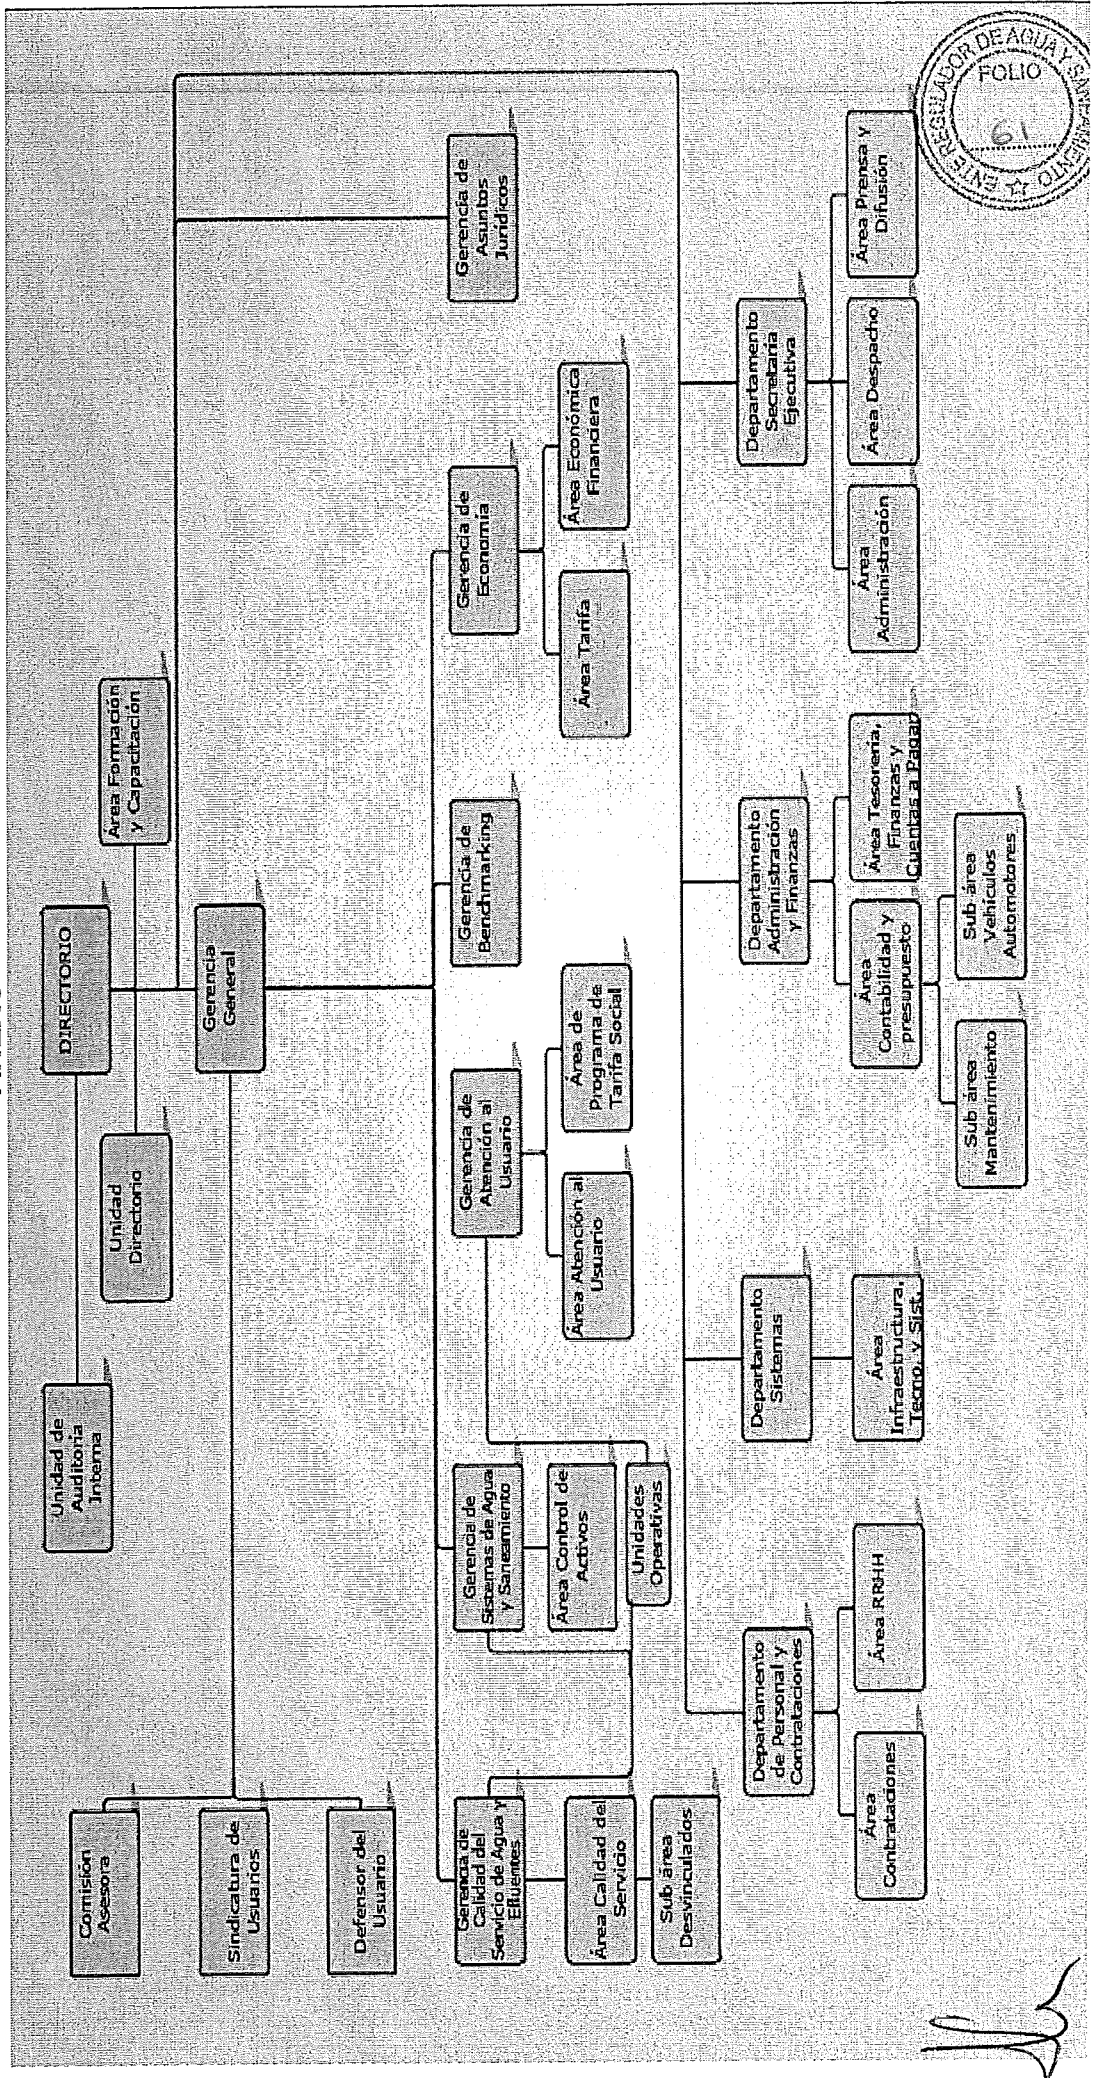 DIRECTORIO
Unidad de
Auditoria
Interna
Unidad
Directorio
Área Formación
y Capacitación
Comisión
Asesora
Sindicatura de
Usuarios
Defensor del
Usuario
Gerencia
General
Gerencia de
Calidad del
Servicio de Agua y
Efluentes
Gerencia de
Sistemas de Agua
y Saneamiento
Gerencia de
Atención al
Usuario
Gerencia de
Benchmarking
Gerencia de
Economía
Gerencia de
Asuntos
Jurídicos
Área Calidad del
Servicio
Sub área
Desvinculados
Área Control de
Activos
Unidades
Operativas
Área Atención al
Usuario
Área de
Programa de
Tarifa Social
Área Tarifa
Área Económica
Financiera
Departamento
de Personal y
Contrataciones
Departamento
Sistemas
Departamento
Administración
y Finanzas
Departamento
Secretaría
Ejecutiva
Área
Contrataciones
Área RRHH
Área
Infraestructura,
Tecno. y Sist.
Área
Contabilidad y
presupuesto
Área Tesorería,
Finanzas y
Cuentas a Pagar
Área
Administración
Área Despacho
Área Prensa y
Difusión
Sub área
Mantenimiento
Sub área
Vehículos
Automotores
ENTE REGULADOR DE AGUA Y SANEAMIENTO
FOLIO
61